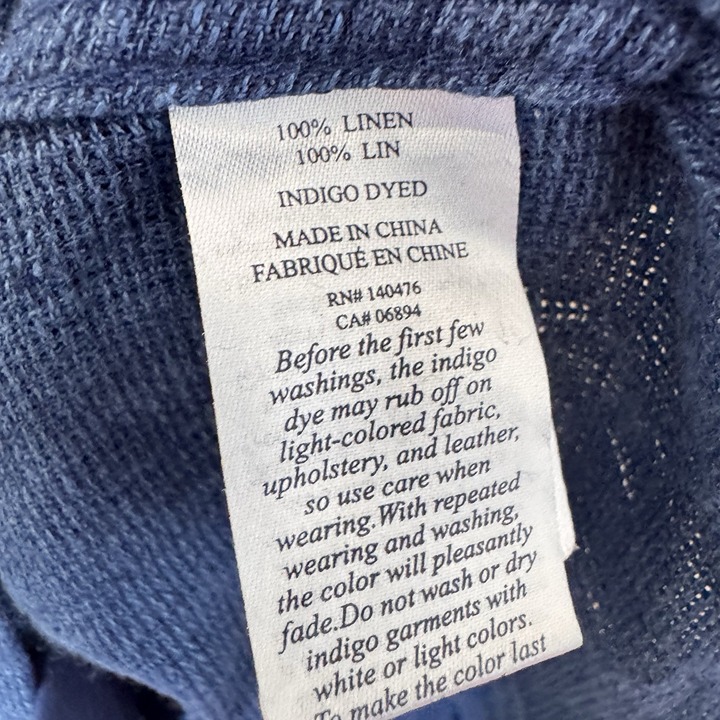 100% LINEN
100% LIN
INDIGO DYED
MADE IN CHINA
FABRIQUÉ EN CHINE
RN# 140476
CA# 06894
Before the first few
washings, the indigo
dye may rub off on
light-colored fabric,
upholstery, and leather,
so use care when
wearing.With repeated
wearing and washing,
the color will pleasantly
fade.Do not wash or dry
indigo garments with
white or light colors.
To make the color last